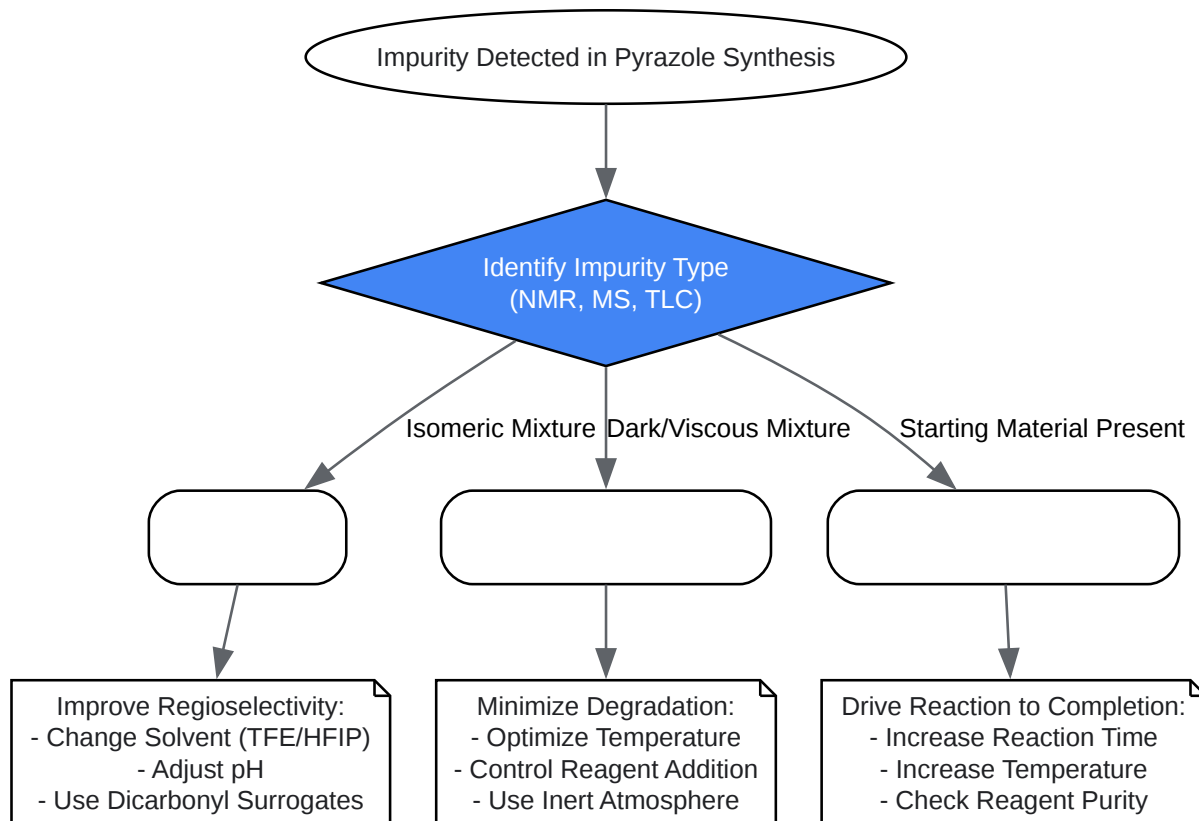 Impurity Detected in Pyrazole Synthesis
Identify Impurity Type
(NMR, MS, TLC)
Isomeric Mixture
Dark/Viscous Mixture
Starting Material Present
Improve Regioselectivity:
- Change Solvent (TFE/HFIP)
- Adjust pH
- Use Dicarbonyl Surrogates
Minimize Degradation:
- Optimize Temperature
- Control Reagent Addition
- Use Inert Atmosphere
Drive Reaction to Completion:
- Increase Reaction Time
- Increase Temperature
- Check Reagent Purity